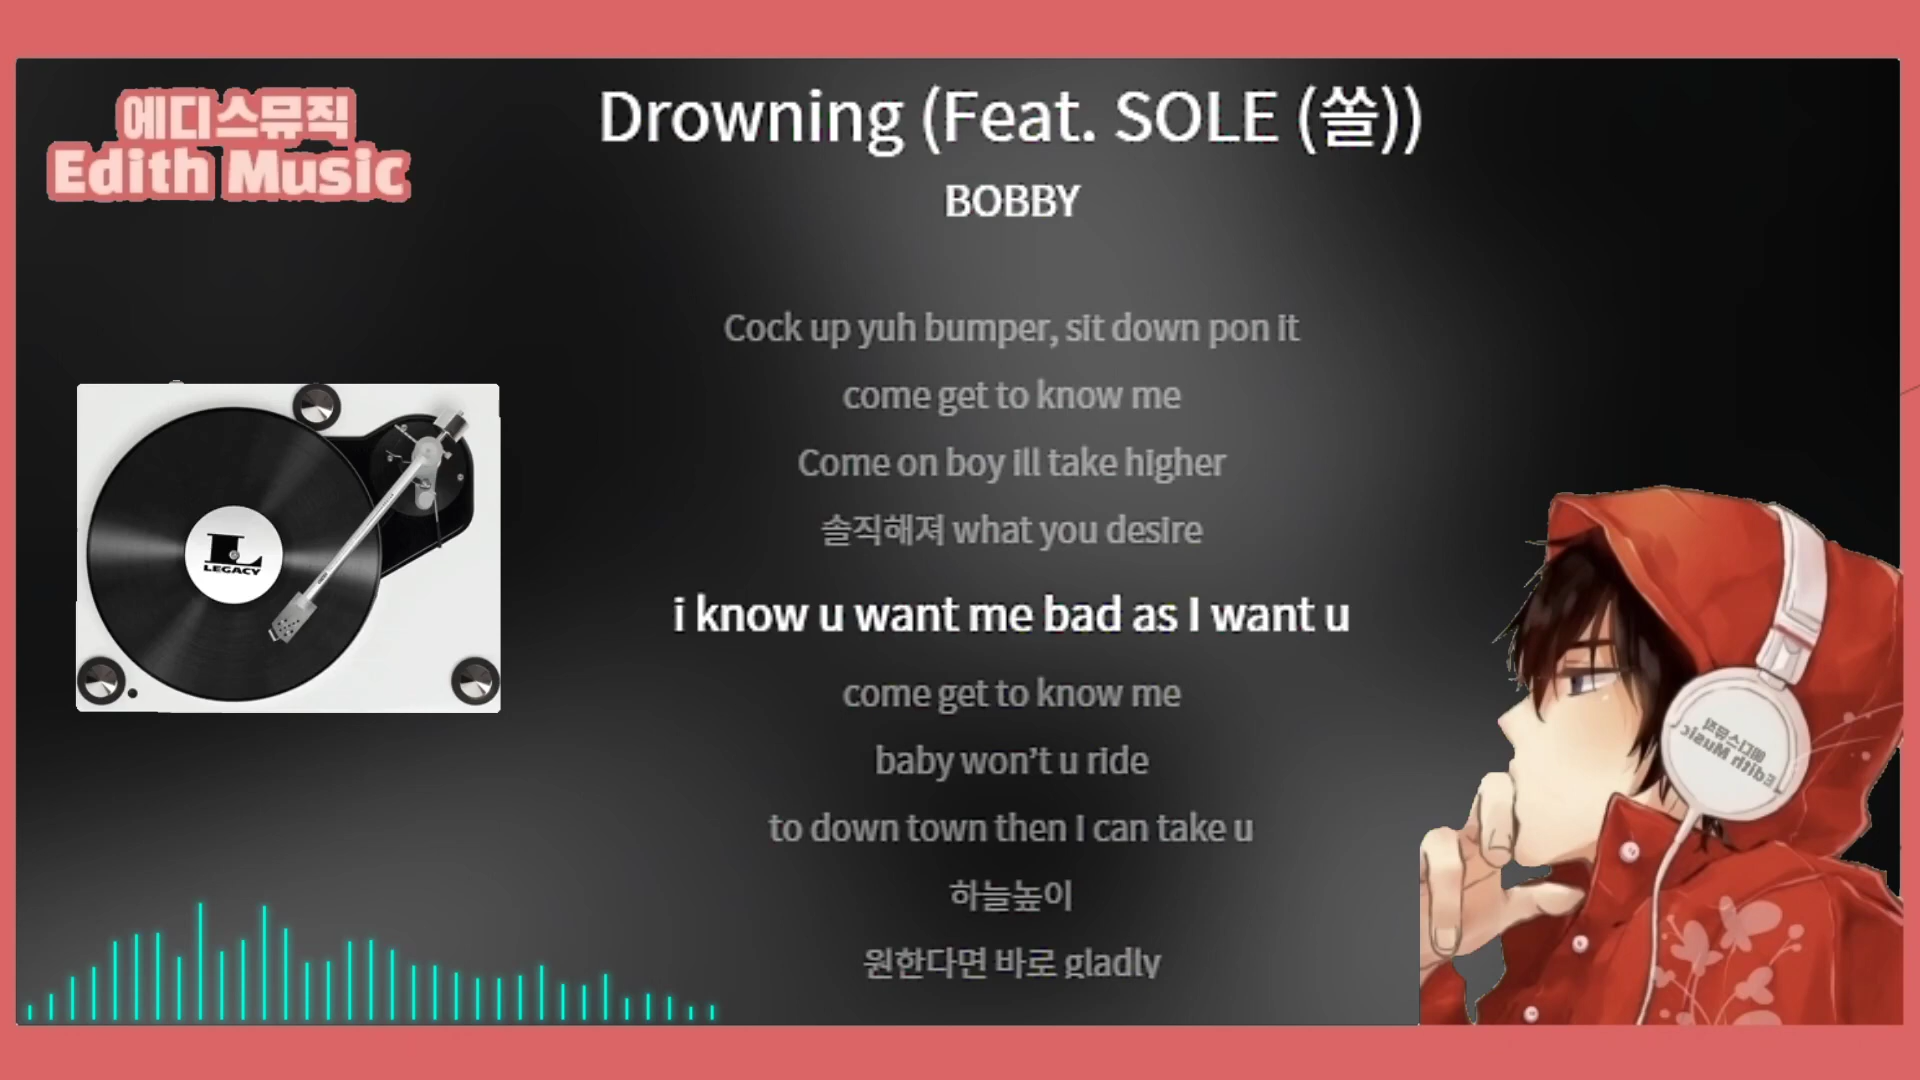 에디스뮤직
Edith Music
Drowning (Feat. SOLE (쏠))
BOBBY
Cock up yuh bumper, sit down pon it
come get to know me
Come on boy ill take higher
솔직해져 what you desire
i know u want me bad as I want u
come get to know me
baby won’t u ride
to down town then I can take u
하늘높이
원한다면 바로 gladly
L
LEGACY
에디스뮤직
Edith Music